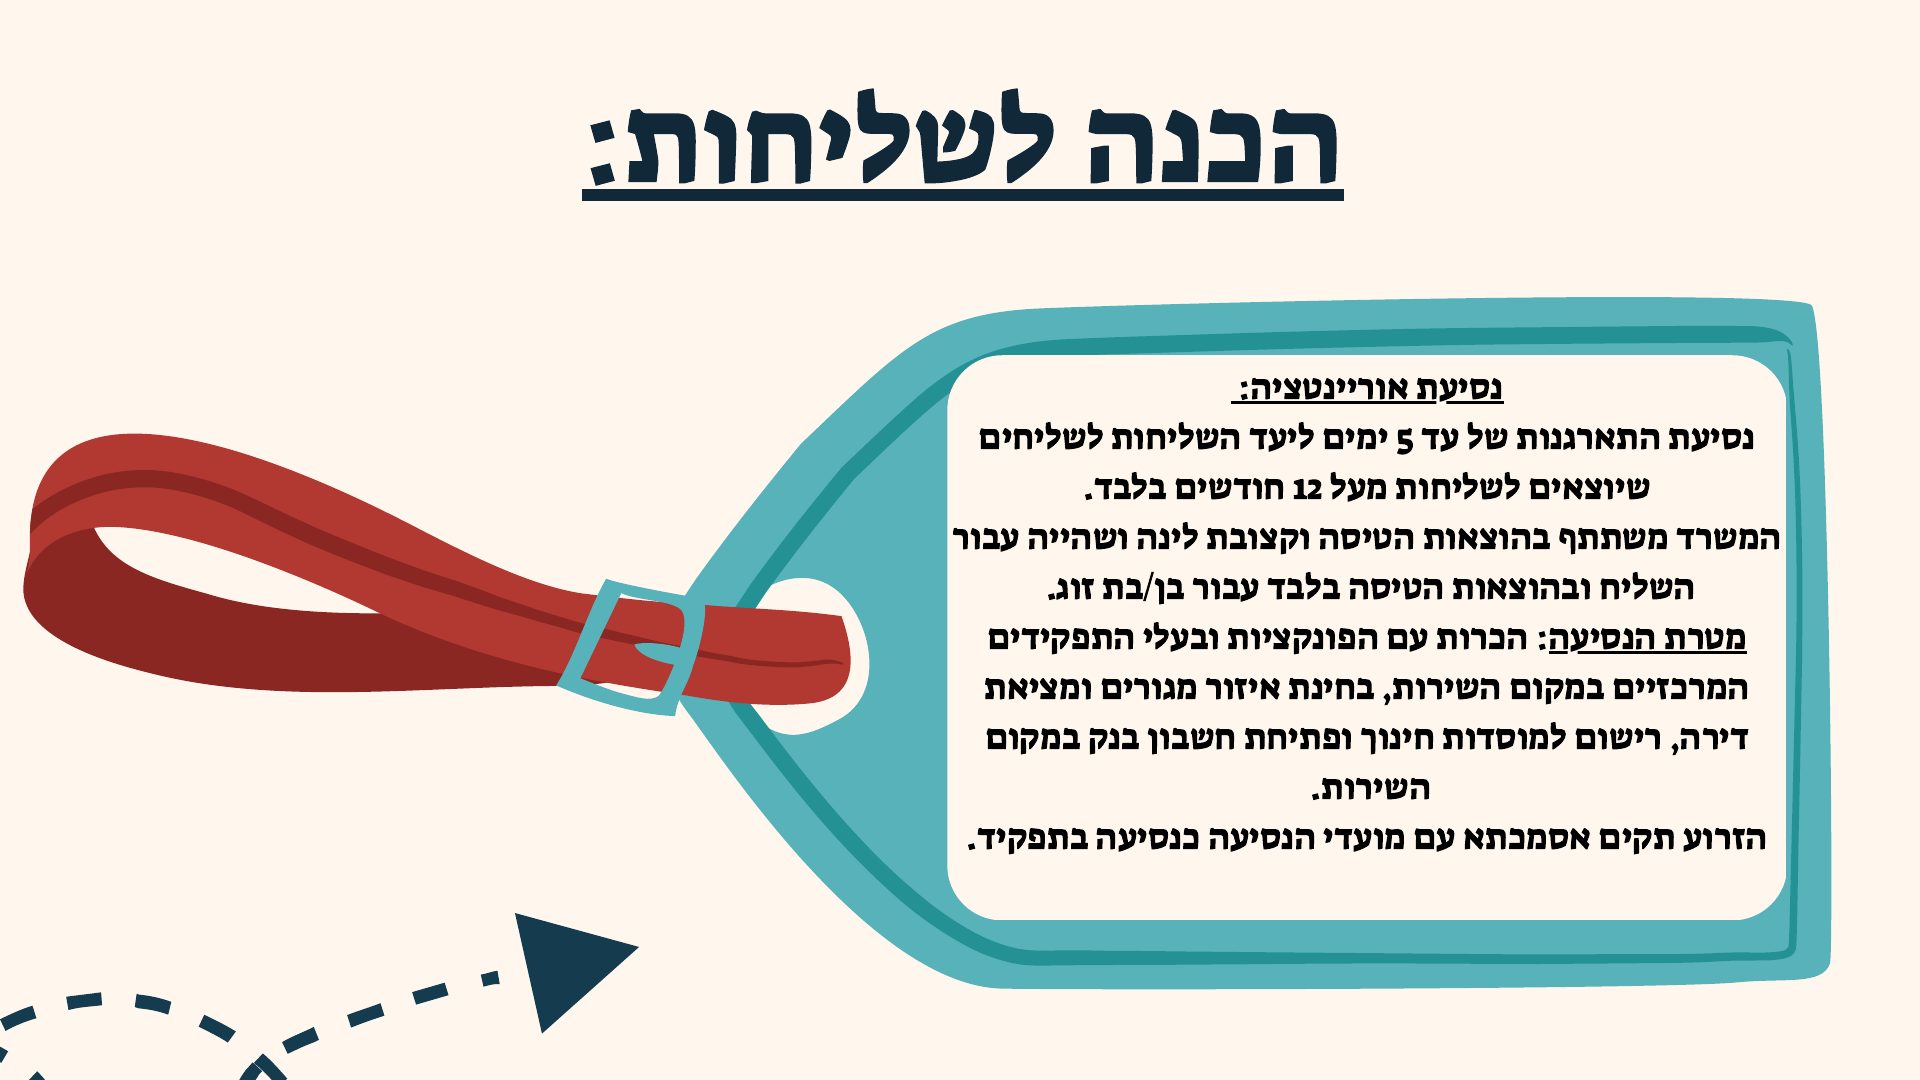 הכנה לשליחות:
נסיעת אוריינטציה:
נסיעת התארגנות של עד 5 ימים ליעד השליחות לשליחים
שיוצאים לשליחות מעל 12 חודשים בלבד.
המשרד משתתף בהוצאות הטיסה וקצובת לינה ושהייה עבור
השליח ובהוצאות הטיסה בלבד עבור בן/בת זוג.
מטרת הנסיעה: הכרות עם הפונקציות ובעלי התפקידים
המרכזיים במקום השירות, בחינת איזור מגורים ומציאת
דירה, רישום למוסדות חינוך ופתיחת חשבון בנק במקום
השירות.
הזרוע תקים אסמכתא עם מועדי הנסיעה כנסיעה בתפקיד.